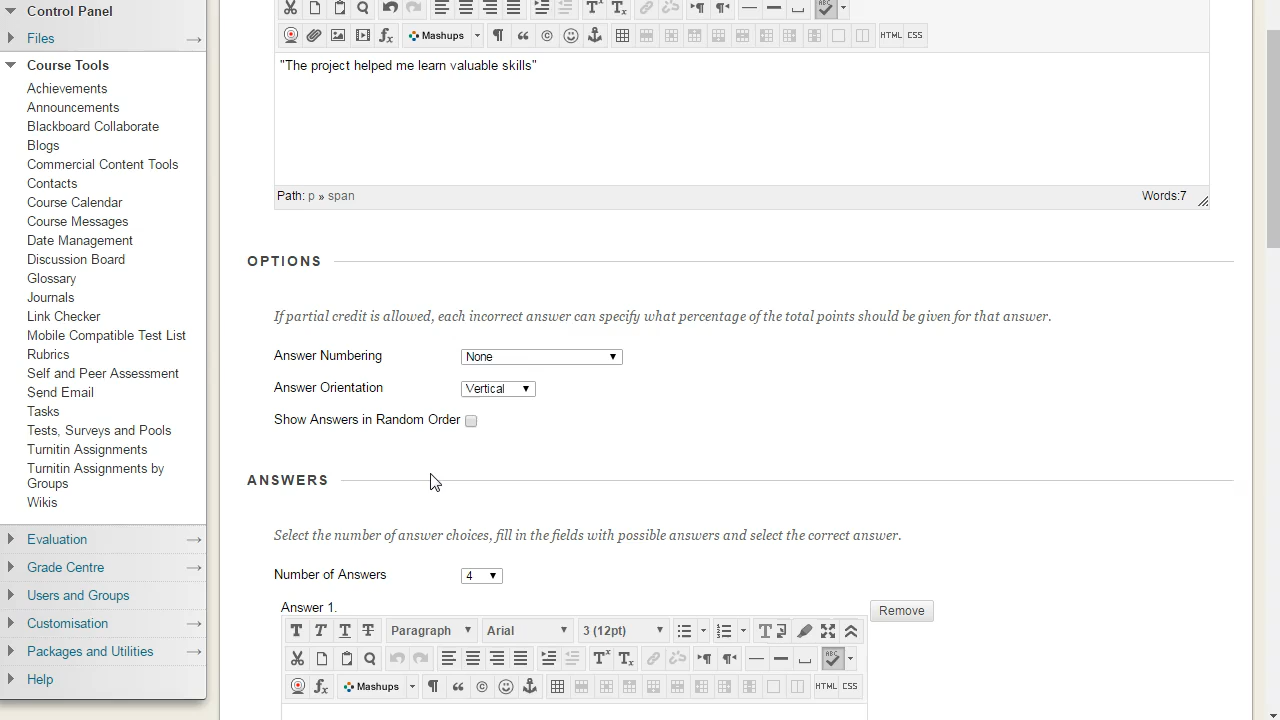 Control Panel
Files
Course Tools
Achievements
Announcements
Blackboard Collaborate
Blogs
Commercial Content Tools
Contacts
Course Calendar
Course Messages
Date Management
Discussion Board
Glossary
Journals
Link Checker
Mobile Compatible Test List
Rubrics
Self and Peer Assessment
Send Email
Tasks
Tests, Surveys and Pools
Turnitin Assignments
Turnitin Assignments by
Groups
Wikis
Evaluation
Grade Centre
Users and Groups
Customisation
Packages and Utilities
Help
Mashups HTML CSS
"The project helped me learn valuable skills"
Path: p » span Words:7
OPTIONS
If partial credit is allowed, each incorrect answer can specify what percentage of the total points should be given for that answer.
Answer Numbering None
Answer Orientation Vertical
Show Answers in Random Order
ANSWERS
Select the number of answer choices, fill in the fields with possible answers and select the correct answer.
Number of Answers 4
Answer 1. Remove
T T T T Paragraph Arial 3 (12pt)
ABC
Mashups HTML CSS